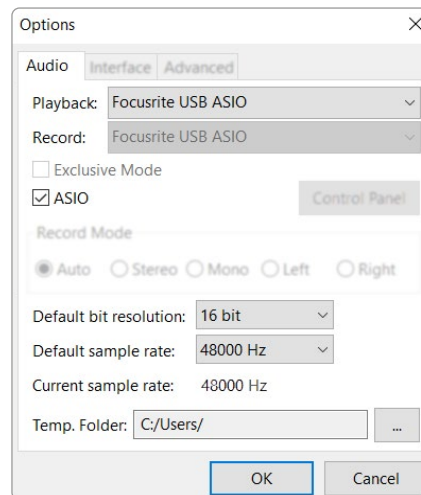 Options
Audio Interface Advanced
Playback: Focusrite USB ASIO
Record: Focusrite USB ASIO
Exclusive Mode
ASIO Control Panel
Record Mode
Auto Stereo Mono Left Right
Default bit resolution: 16 bit
Default sample rate: 48000 Hz
Current sample rate: 48000 Hz
Temp. Folder: C:/Users/ ...
OK Cancel